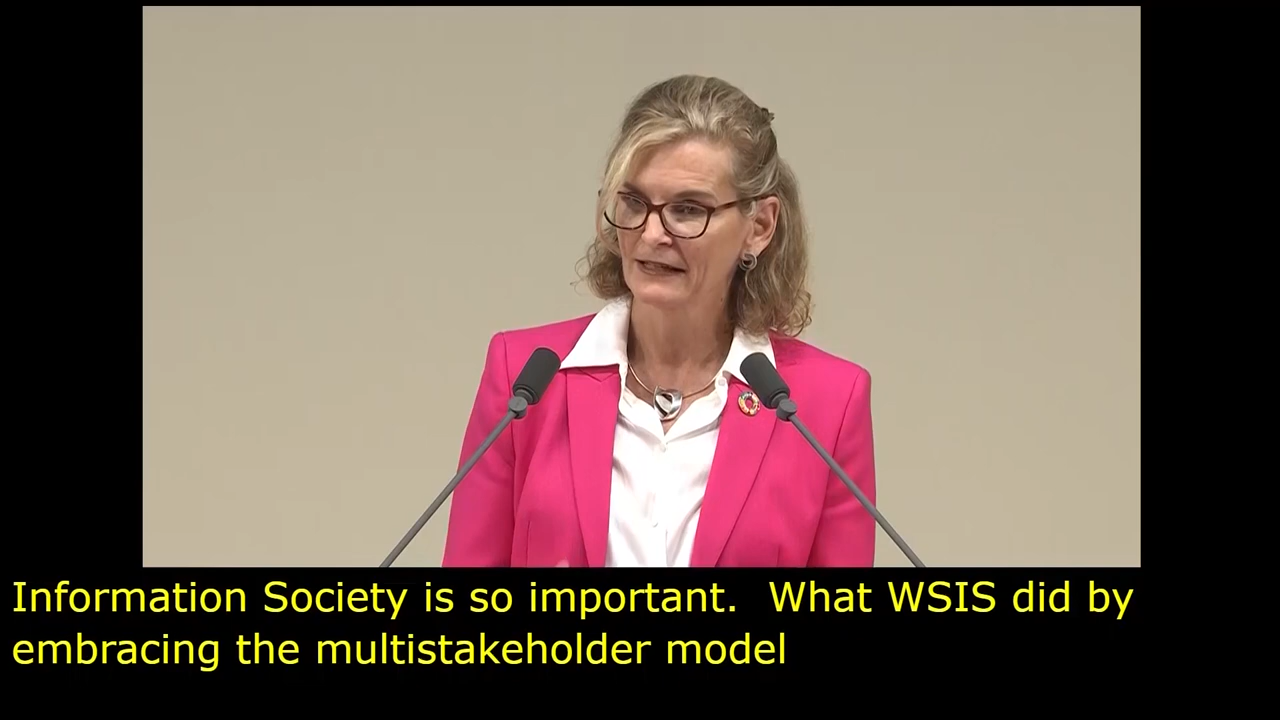 Information Society is so important.  What WSIS did by
embracing the multistakeholder model